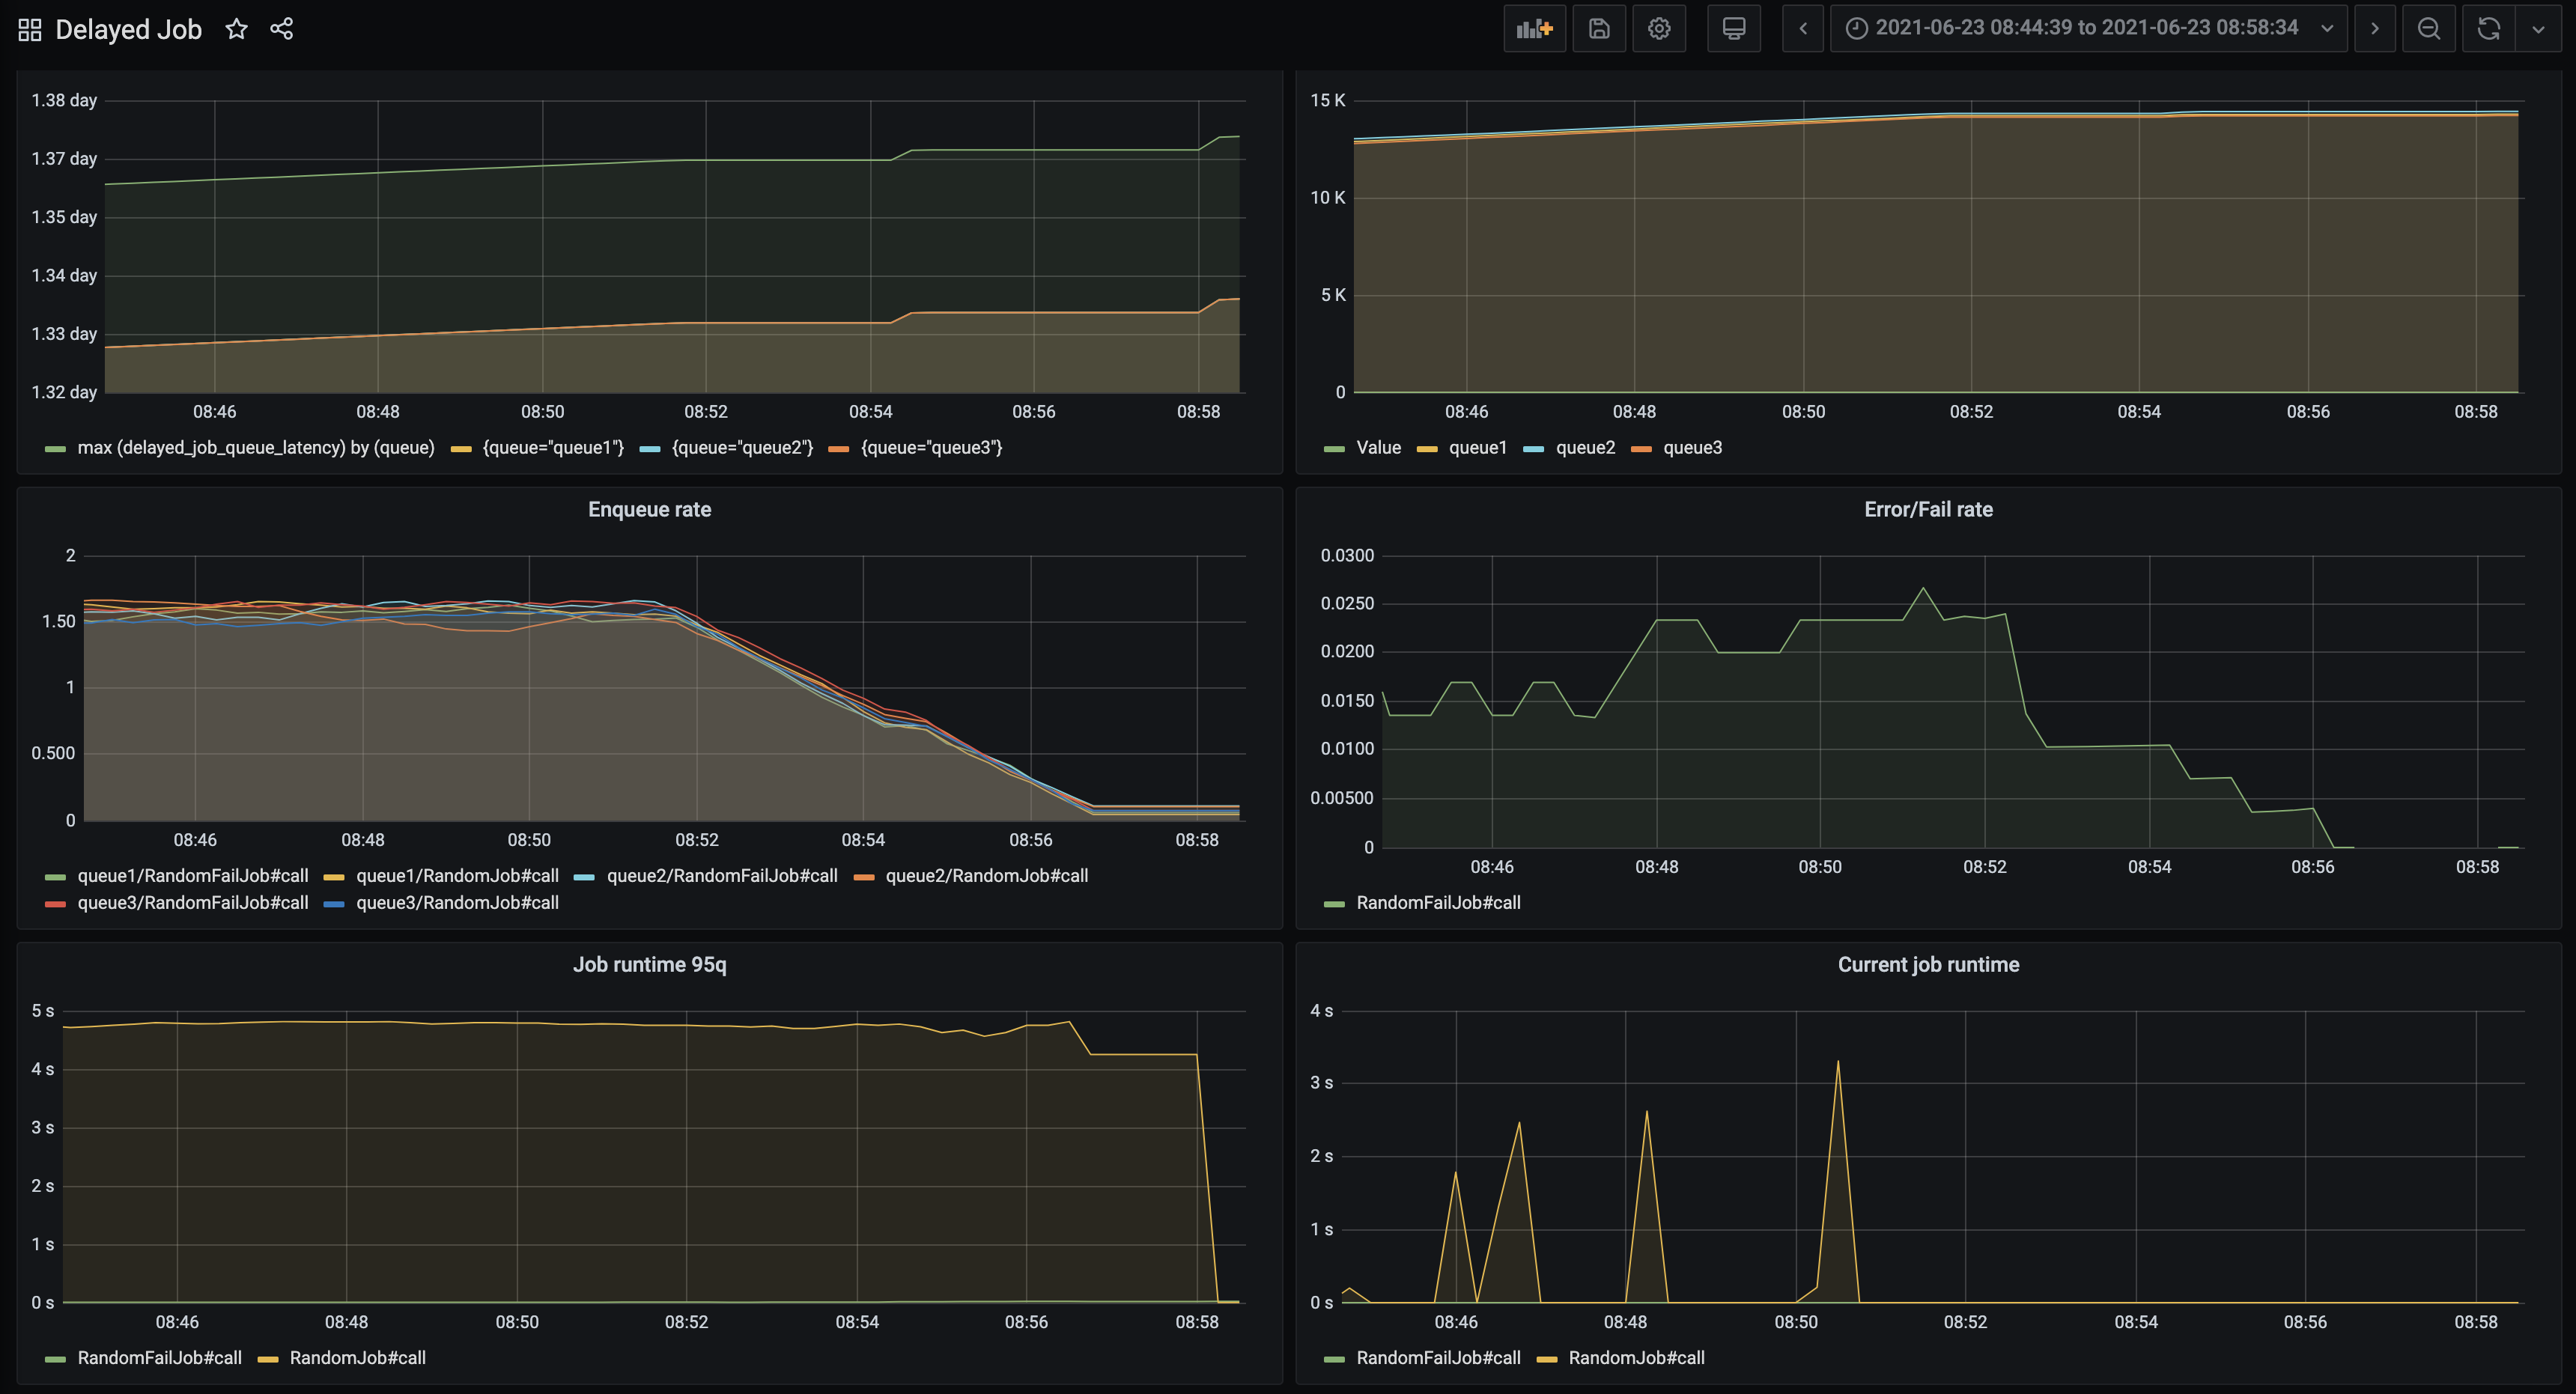 Delayed Job
2021-06-23 08:44:39 to 2021-06-23 08:58:34
1.38 day
1.37 day
1.35 day
1.34 day
1.33 day
1.32 day
08:46 08:48 08:50 08:52 08:54 08:56 08:58
max (delayed_job_queue_latency) by (queue) {queue="queue1"} {queue="queue2"} {queue="queue3"}
15 K
10 K
5 K
0
08:46 08:48 08:50 08:52 08:54 08:56 08:58
Value queue1 queue2 queue3
Enqueue rate
2
1.50
1
0.500
0
08:46 08:48 08:50 08:52 08:54 08:56 08:58
queue1/RandomFailJob#call queue1/RandomJob#call queue2/RandomFailJob#call queue2/RandomJob#call
queue3/RandomFailJob#call queue3/RandomJob#call
Error/Fail rate
0.0300
0.0250
0.0200
0.0150
0.0100
0.00500
0
08:46 08:48 08:50 08:52 08:54 08:56 08:58
RandomFailJob#call
Job runtime 95q
5 s
4 s
3 s
2 s
1 s
0 s
08:46 08:48 08:50 08:52 08:54 08:56 08:58
RandomFailJob#call RandomJob#call
Current job runtime
4 s
3 s
2 s
1 s
0 s
08:46 08:48 08:50 08:52 08:54 08:56 08:58
RandomFailJob#call RandomJob#call